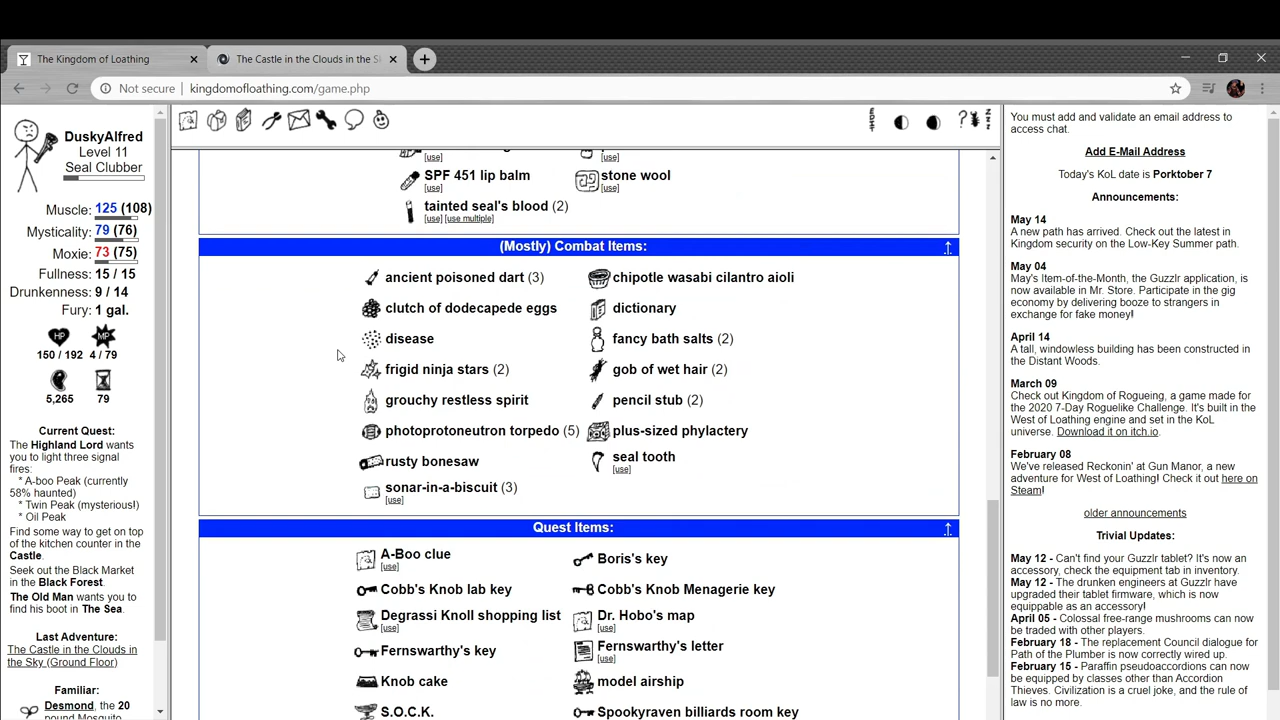 The Kingdom of Loathing
The Castle in the Clouds in the S
Not secure
kingdomofloathing.com/game.php
DuskyAlfred
Level 11
Seal Clubber
Muscle: 125 (108)
Mysticality: 79 (76)
Moxie: 73 (75)
Fullness: 15 / 15
Drunkenness: 9 / 14
Fury: 1 gal.
HP
MP
150 / 192
4 / 79
5,265
79
Current Quest:
The Highland Lord wants
you to light three signal
fires:
* A-boo Peak (currently
58% haunted)
* Twin Peak (mysterious!)
* Oil Peak
Find some way to get on top
of the kitchen counter in the
Castle.
Seek out the Black Market
in the Black Forest.
The Old Man wants you to
find his boot in The Sea.
Last Adventure:
The Castle in the Clouds in
the Sky (Ground Floor)
Familiar:
Desmond, the 20
pound Mosquito
EDIT
[use]
[use]
SPF 451 lip balm
[use]
stone wool
[use]
tainted seal's blood (2)
[use] [use multiple]
(Mostly) Combat Items:
ancient poisoned dart (3)
chipotle wasabi cilantro aioli
clutch of dodecapede eggs
dictionary
disease
fancy bath salts (2)
frigid ninja stars (2)
gob of wet hair (2)
grouchy restless spirit
pencil stub (2)
photoprotoneutron torpedo (5)
plus-sized phylactery
rusty bonesaw
seal tooth
[use]
sonar-in-a-biscuit (3)
[use]
Quest Items:
A-Boo clue
[use]
Boris's key
Cobb's Knob lab key
Cobb's Knob Menagerie key
Degrassi Knoll shopping list
[use]
Dr. Hobo's map
[use]
Fernswarthy's key
Fernswarthy's letter
[use]
Knob cake
model airship
S.O.C.K.
Spookyraven billiards room key
You must add and validate an email address to
access chat.
Add E-Mail Address
Today's KoL date is Porktober 7
Announcements:
May 14
A new path has arrived. Check out the latest in
Kingdom security on the Low-Key Summer path.
May 04
May's Item-of-the-Month, the Guzzlr application, is
now available in Mr. Store. Participate in the gig
economy by delivering booze to strangers in
exchange for fake money!
April 14
A tall, windowless building has been constructed in
the Distant Woods.
March 09
Check out Kingdom of Rogueing, a game made for
the 2020 7-Day Roguelike Challenge. It's built in the
West of Loathing engine and set in the KoL
universe. Download it on itch.io.
February 08
We've released Reckonin' at Gun Manor, a new
adventure for West of Loathing! Check it out here on
Steam!
older announcements
Trivial Updates:
May 12 - Can't find your Guzzlr tablet? It's now an
accessory, check the equipment tab in inventory.
May 12 - The drunken engineers at Guzzlr have
upgraded their tablet firmware, which is now
equippable as an accessory!
April 05 - Colossal free-range mushrooms can now
be traded with other players.
February 18 - The replacement Council dialogue for
Path of the Plumber is now correctly wired up.
February 15 - Paraffin pseudoaccordions can now
be equipped by classes other than Accordion
Thieves. Civilization is a cruel joke, and the rule of
law is no more.